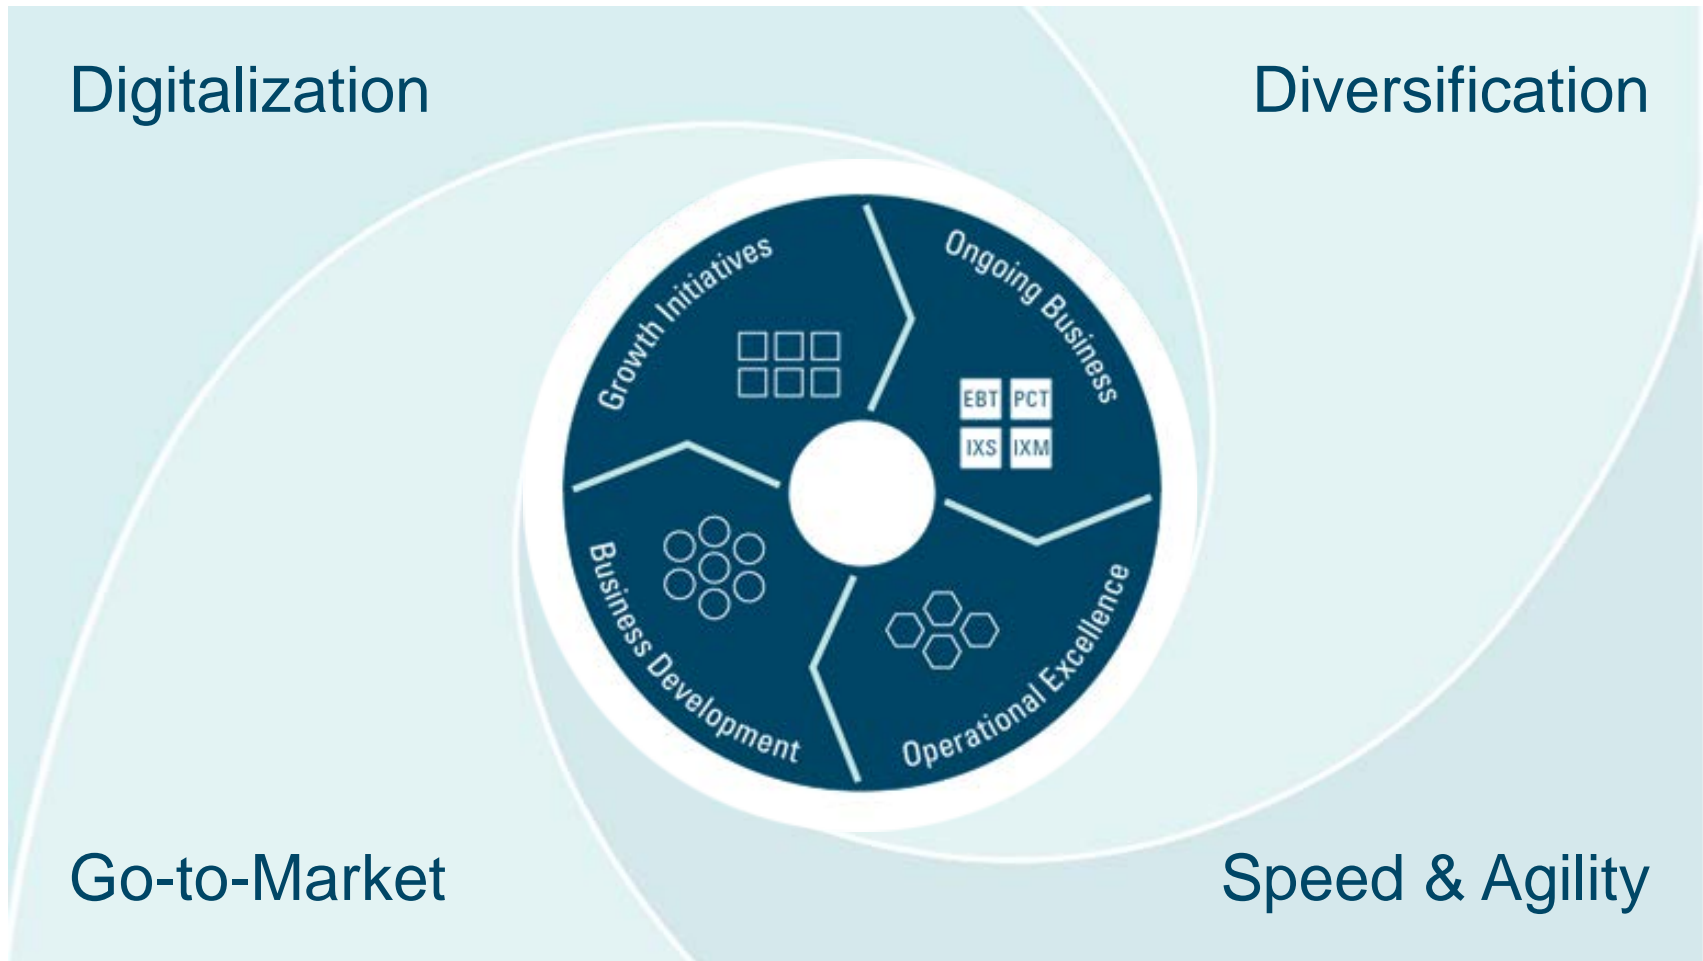 Digitalization
Diversification
Growth Initiatives
Ongoing Business
EBT PCT
IXS IXM
Business Development
Operational Excellence
Go-to-Market
Speed & Agility